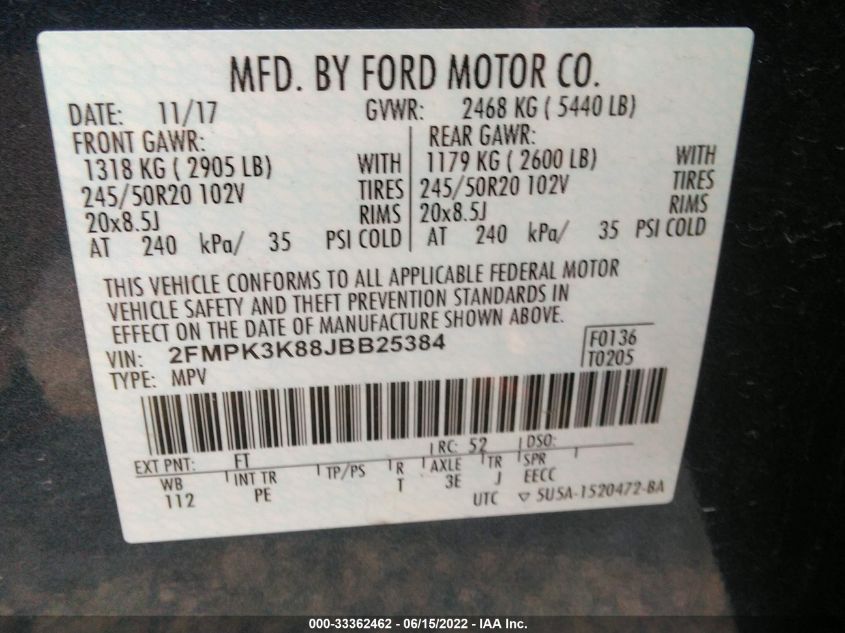 MFD. BY FORD MOTOR CO.
DATE: 11/17 GVWR: 2468 KG ( 5440 LB)
FRONT GAWR: REAR GAWR:
1318 KG ( 2905 LB) WITH 1179 KG ( 2600 LB) WITH
245/50R20 102V TIRES 245/50R20 102V TIRES
20x8.5J RIMS 20x8.5J RIMS
AT 240 kPa/ 35 PSI COLD AT 240 kPa/ 35 PSI COLD
THIS VEHICLE CONFORMS TO ALL APPLICABLE FEDERAL MOTOR
VEHICLE SAFETY AND THEFT PREVENTION STANDARDS IN
EFFECT ON THE DATE OF MANUFACTURE SHOWN ABOVE.
VIN: 2FMPK3K88JBB25384 F0136
TYPE: MPV T0205
EXT PNT: FT RC: 52 DSO:
WB INT TR TP/PS R AXLE TR SPR
112 PE T 3E J EECC
UTC ▽ 5U5A-1520472-BA
000-33362462 - 06/15/2022 - IAA Inc.